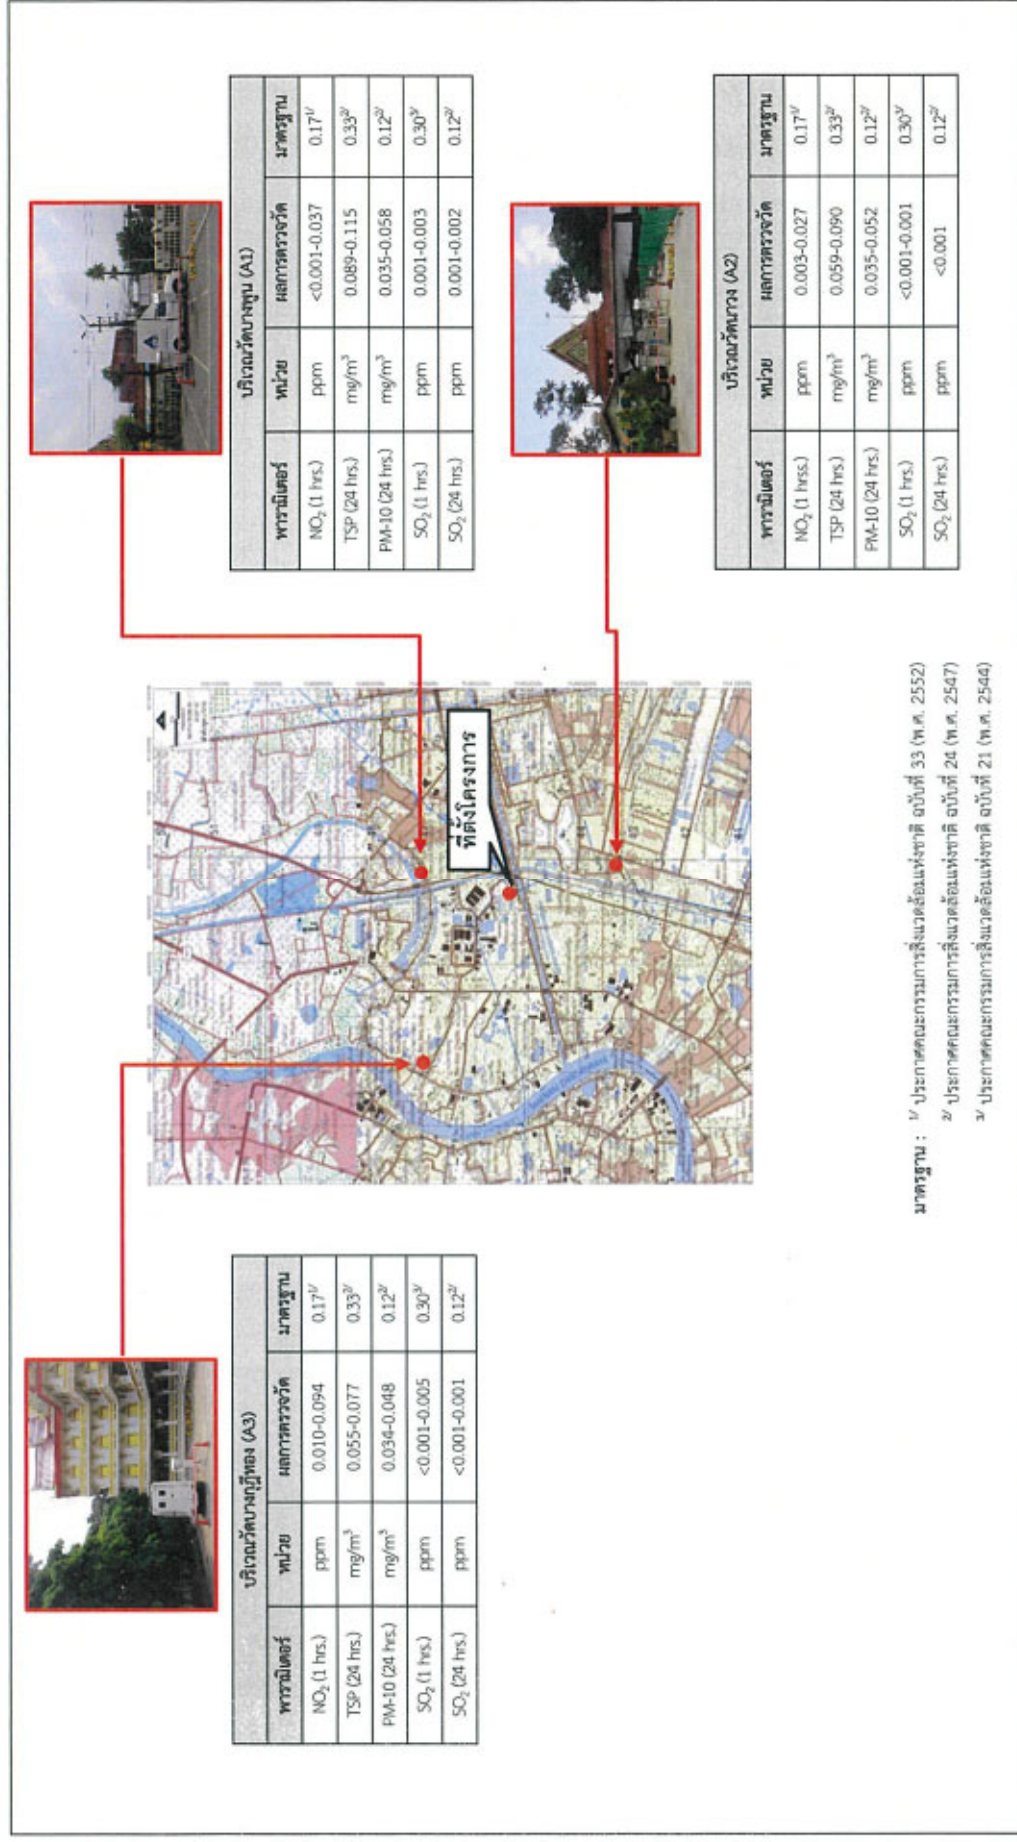 บริเวณวัดบางกุฎีทอง (A3)
พารามิเตอร์ หน่วย ผลการตรวจวัด มาตรฐาน
NO₂ (1 hrs.) ppm 0.010-0.094 0.17¹/
TSP (24 hrs.) mg/m³ 0.055-0.077 0.33²/
PM-10 (24 hrs.) mg/m³ 0.034-0.048 0.12²/
SO₂ (1 hrs.) ppm <0.001-0.005 0.30³/
SO₂ (24 hrs.) ppm <0.001-0.001 0.12²/
ที่ตั้งโครงการ
บริเวณวัดบางพูน (A1)
พารามิเตอร์ หน่วย ผลการตรวจวัด มาตรฐาน
NO₂ (1 hrs.) ppm <0.001-0.037 0.17¹/
TSP (24 hrs.) mg/m³ 0.089-0.115 0.33²/
PM-10 (24 hrs.) mg/m³ 0.035-0.058 0.12²/
SO₂ (1 hrs.) ppm 0.001-0.003 0.30³/
SO₂ (24 hrs.) ppm 0.001-0.002 0.12²/
บริเวณวัดนาวง (A2)
พารามิเตอร์ หน่วย ผลการตรวจวัด มาตรฐาน
NO₂ (1 hrss.) ppm 0.003-0.027 0.17¹/
TSP (24 hrs.) mg/m³ 0.059-0.090 0.33²/
PM-10 (24 hrs.) mg/m³ 0.035-0.052 0.12²/
SO₂ (1 hrs.) ppm <0.001-0.001 0.30³/
SO₂ (24 hrs.) ppm <0.001 0.12²/
มาตรฐาน : ¹/ ประกาศคณะกรรมการสิ่งแวดล้อมแห่งชาติ ฉบับที่ 33 (พ.ศ. 2552)
²/ ประกาศคณะกรรมการสิ่งแวดล้อมแห่งชาติ ฉบับที่ 24 (พ.ศ. 2547)
³/ ประกาศคณะกรรมการสิ่งแวดล้อมแห่งชาติ ฉบับที่ 21 (พ.ศ. 2544)